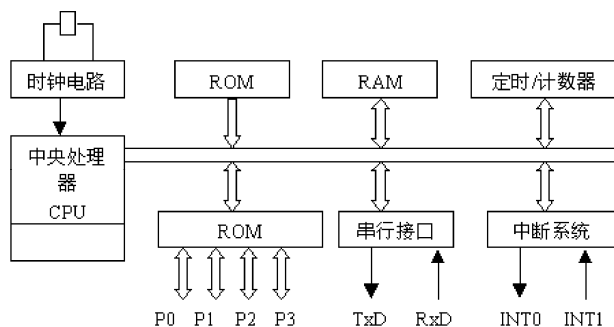 时钟电路
ROM
RAM
定时/计数器
中央处理
器
CPU
ROM
串行接口
中断系统
P0 P1 P2 P3 TxD RxD INT0 INT1